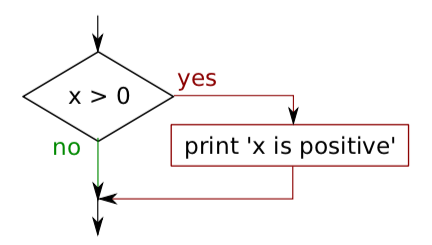 yes
x > 0
no
print 'x is positive'